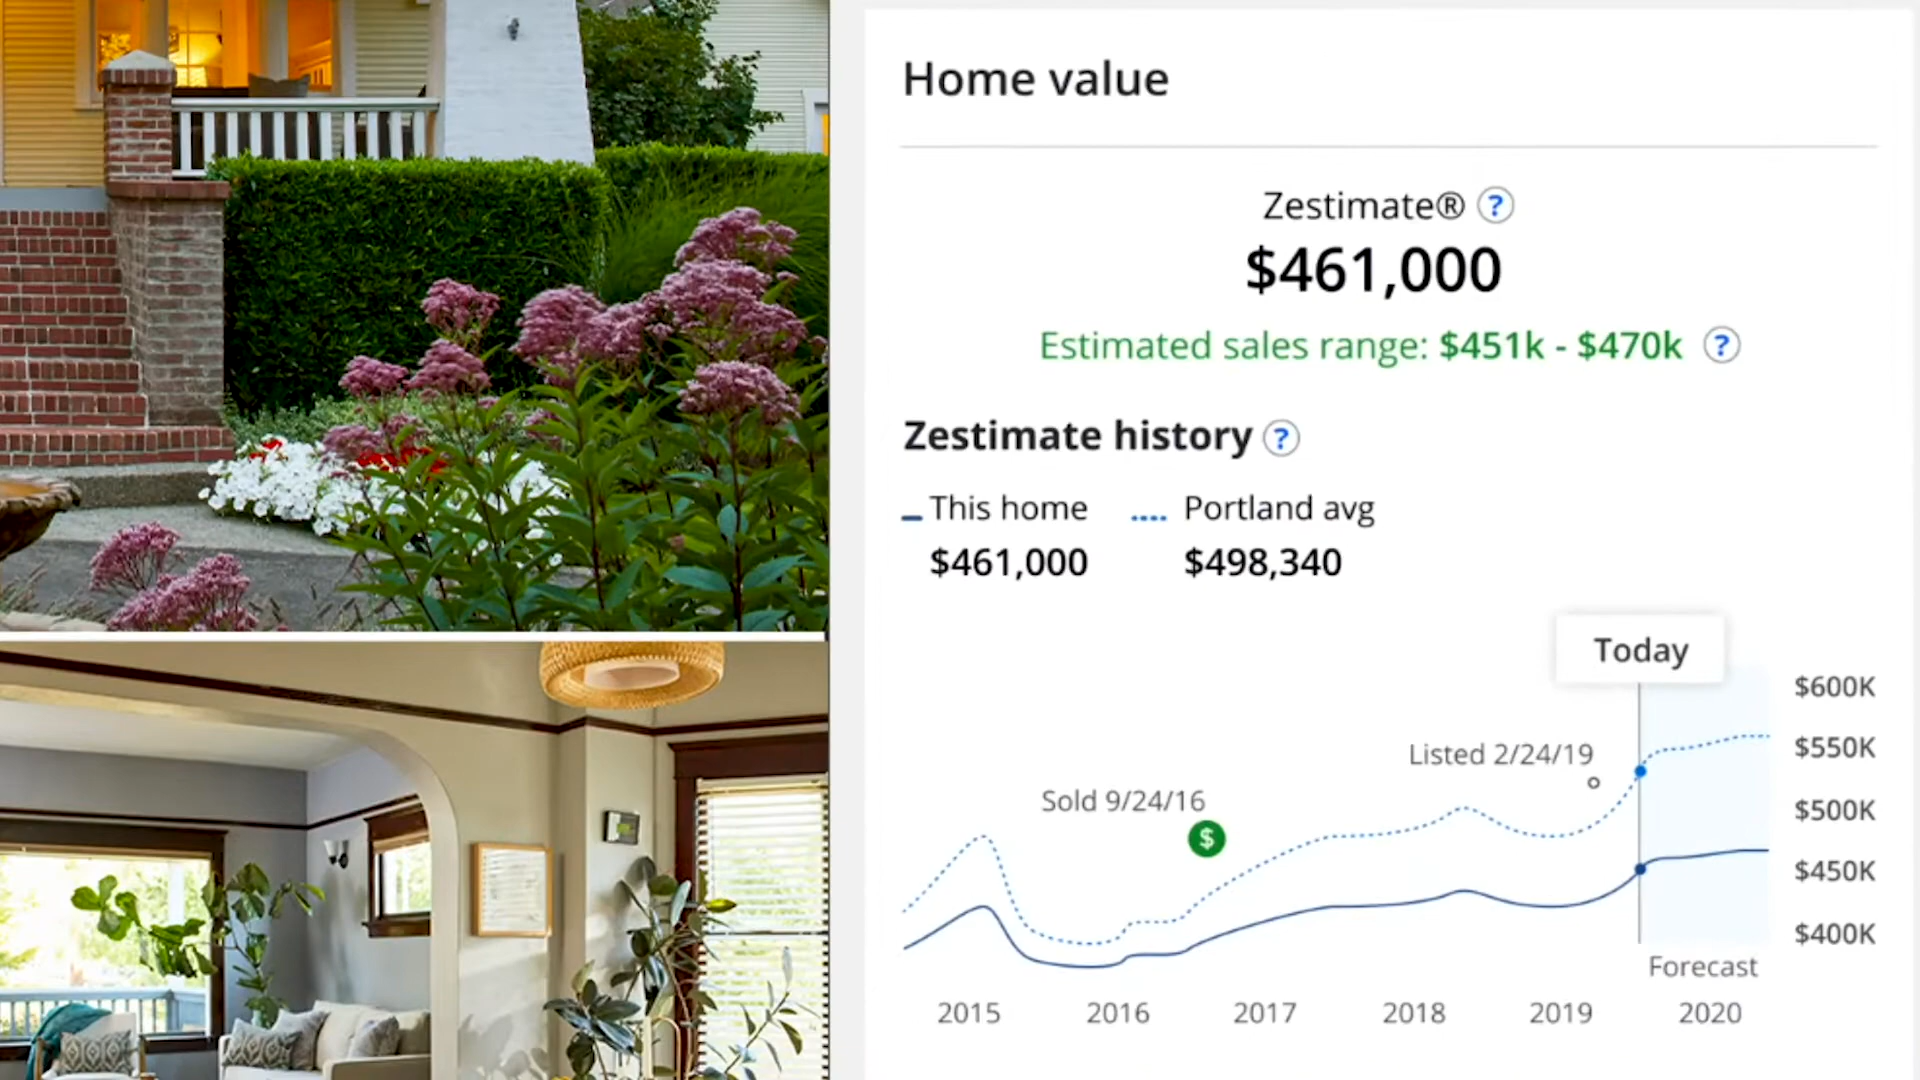 Home value
Zestimate® ?
$461,000
Estimated sales range: $451k - $470k ?
Zestimate history ?
This home
$461,000
Portland avg
$498,340
Today
$600K
$550K
$500K
$450K
$400K
Listed 2/24/19
Sold 9/24/16
$
Forecast
2015 2016 2017 2018 2019 2020